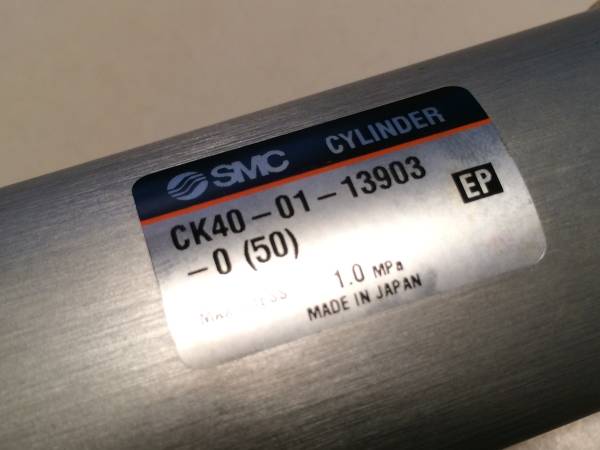 SMC CYLINDER
CK40-01-13903
-0 (50)
EP
1.0 MPa
MADE IN JAPAN